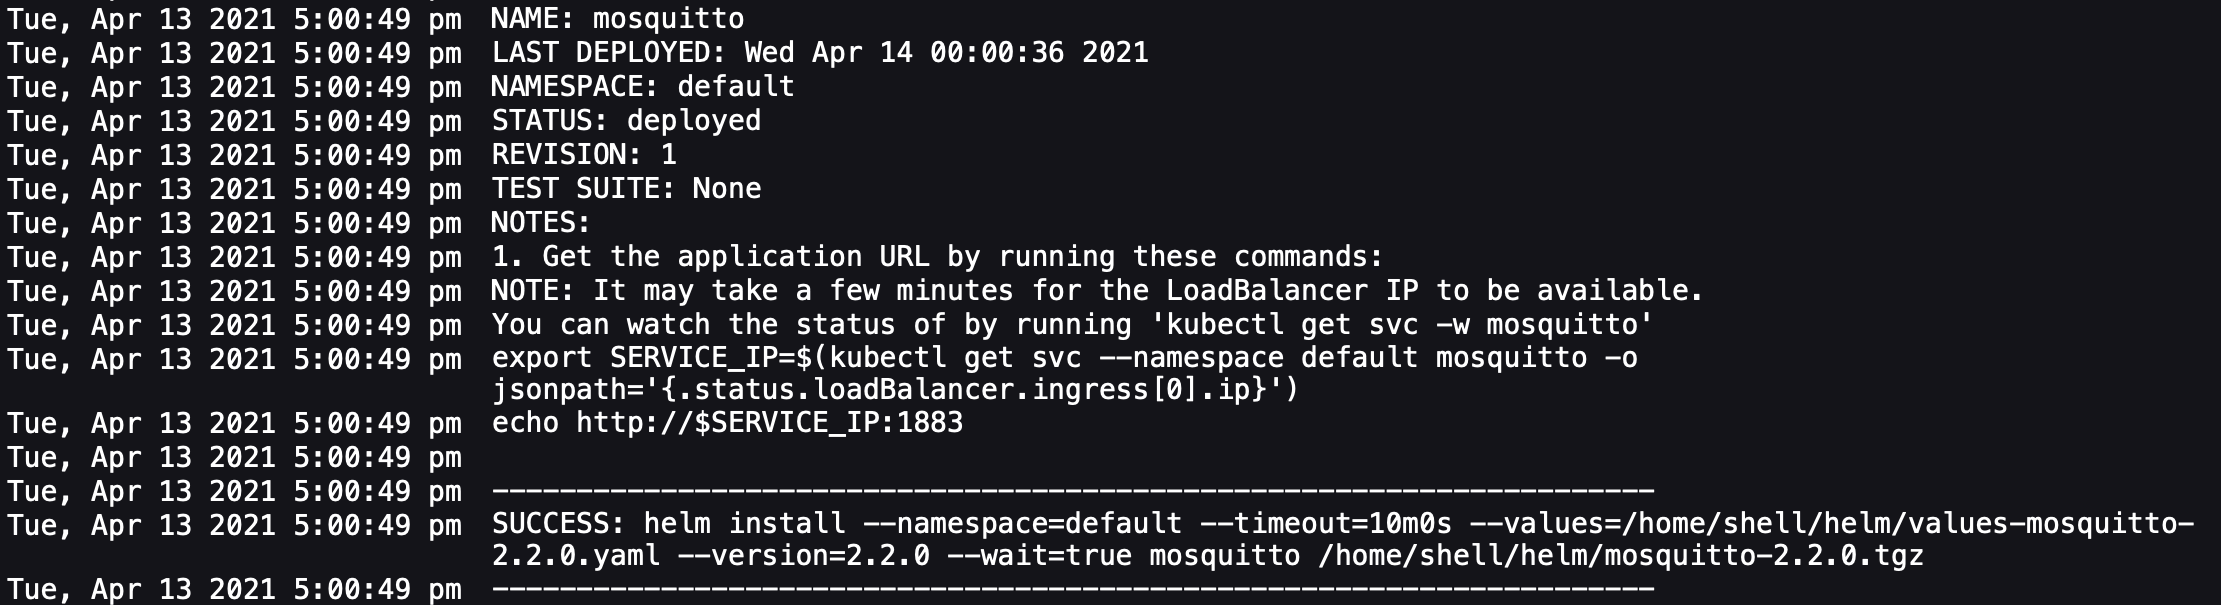 Tue, Apr 13 2021 5:00:49 pm NAME: mosquitto
Tue, Apr 13 2021 5:00:49 pm LAST DEPLOYED: Wed Apr 14 00:00:36 2021
Tue, Apr 13 2021 5:00:49 pm NAMESPACE: default
Tue, Apr 13 2021 5:00:49 pm STATUS: deployed
Tue, Apr 13 2021 5:00:49 pm REVISION: 1
Tue, Apr 13 2021 5:00:49 pm TEST SUITE: None
Tue, Apr 13 2021 5:00:49 pm NOTES:
Tue, Apr 13 2021 5:00:49 pm 1. Get the application URL by running these commands:
Tue, Apr 13 2021 5:00:49 pm NOTE: It may take a few minutes for the LoadBalancer IP to be available.
Tue, Apr 13 2021 5:00:49 pm You can watch the status of by running 'kubectl get svc -w mosquitto'
Tue, Apr 13 2021 5:00:49 pm export SERVICE_IP=$(kubectl get svc --namespace default mosquitto -o
jsonpath='{.status.loadBalancer.ingress[0].ip}')
Tue, Apr 13 2021 5:00:49 pm echo http://$SERVICE_IP:1883
Tue, Apr 13 2021 5:00:49 pm
Tue, Apr 13 2021 5:00:49 pm ---------------------------------------------------------------------
Tue, Apr 13 2021 5:00:49 pm SUCCESS: helm install --namespace=default --timeout=10m0s --values=/home/shell/helm/values-mosquitto-
2.2.0.yaml --version=2.2.0 --wait=true mosquitto /home/shell/helm/mosquitto-2.2.0.tgz
Tue, Apr 13 2021 5:00:49 pm ---------------------------------------------------------------------